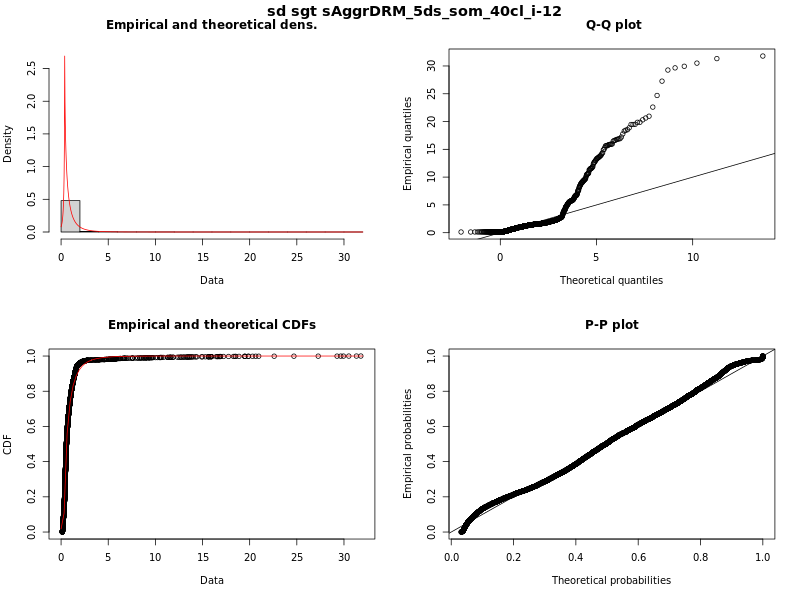 sd sgt sAggrDRM_5ds_som_40cl_i-12
Empirical and theoretical dens.
Density
0.0 0.5 1.0 1.5 2.0 2.5
0 5 10 15 20 25 30
Data
Q-Q plot
Empirical quantiles
0 5 10 15 20 25 30
0 5 10
Theoretical quantiles
Empirical and theoretical CDFs
CDF
0.0 0.2 0.4 0.6 0.8 1.0
0 5 10 15 20 25 30
Data
P-P plot
Empirical probabilities
0.0 0.2 0.4 0.6 0.8 1.0
0.0 0.2 0.4 0.6 0.8 1.0
Theoretical probabilities